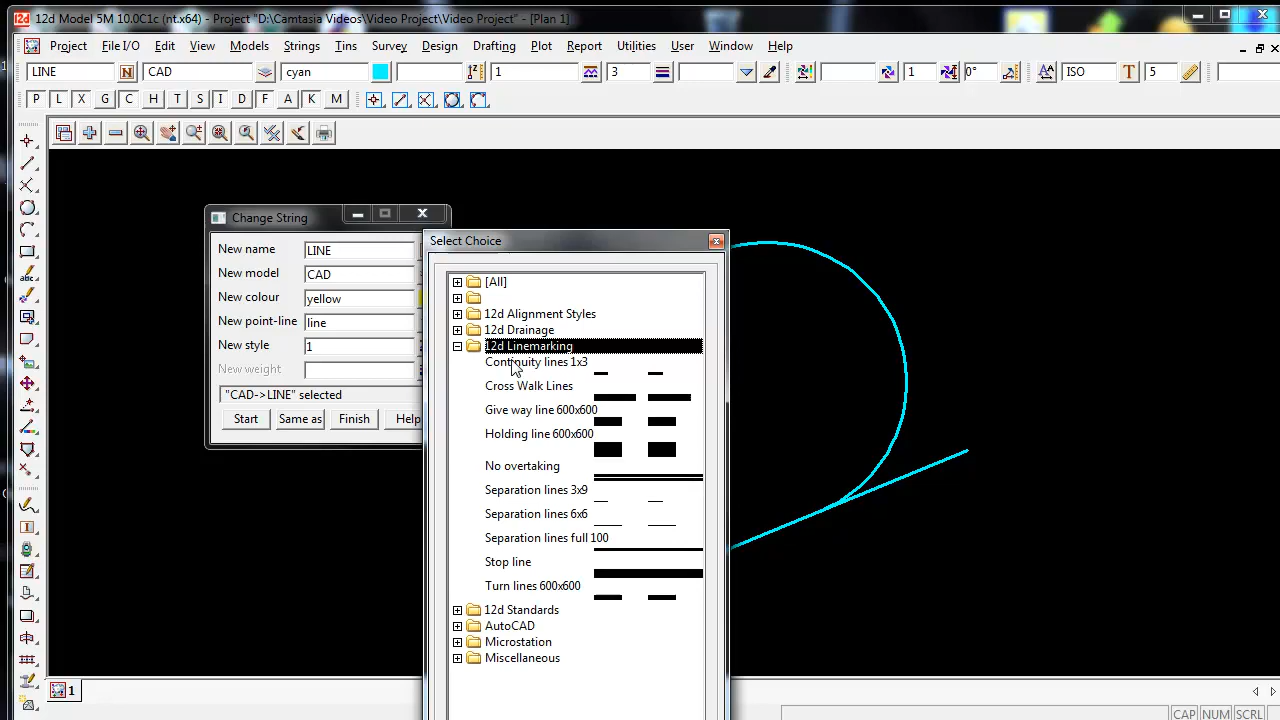 12d Model 5M 10.0C1c (nt.x64) - Project "D:\Camtasia Videos\Video Project\Video Project" - [Plan 1]
Project File I/O Edit View Models Strings Tins Survey Design Drafting Plot Report Utilities User Window Help
LINE N CAD cyan 1 3 1 0° ISO T 5
P L X G C H T S I D F A K M
Change String
New name LINE
New model CAD
New colour yellow
New point-line line
New style 1
New weight
"CAD->LINE" selected
Start Same as Finish Help
Select Choice
[All]
12d Alignment Styles
12d Drainage
12d Linemarking
Continuity lines 1x3
Cross Walk Lines
Give way line 600x600
Holding line 600x600
No overtaking
Separation lines 3x9
Separation lines 6x6
Separation lines full 100
Stop line
Turn lines 600x600
12d Standards
AutoCAD
Microstation
Miscellaneous
abc
1
CAP NUM SCRL